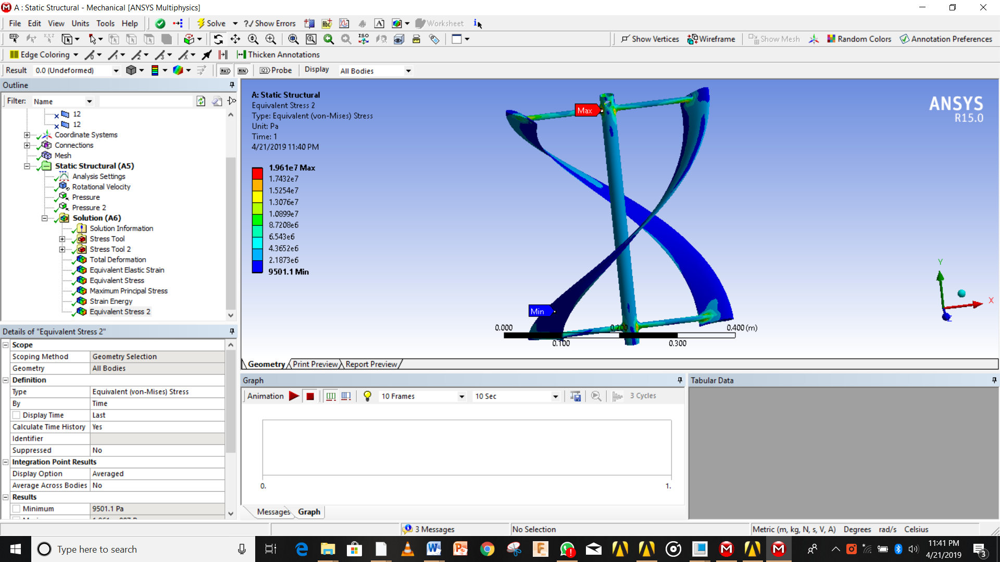 A : Static Structural - Mechanical [ANSYS Multiphysics]
File Edit View Units Tools Help Solve ?/ Show Errors Worksheet
Show Vertices Wireframe Show Mesh Random Colors Annotation Preferences
Edge Coloring Thicken Annotations
Result 0.0 (Undeformed) MAX MIN Probe Display All Bodies
Outline
Filter: Name
12
12
Coordinate Systems
Connections
Mesh
Static Structural (A5)
Analysis Settings
Rotational Velocity
Pressure
Pressure 2
Solution (A6)
Solution Information
Stress Tool
Stress Tool 2
Total Deformation
Equivalent Elastic Strain
Equivalent Stress
Maximum Principal Stress
Strain Energy
Equivalent Stress 2
Details of "Equivalent Stress 2"
Scope
Scoping Method Geometry Selection
Geometry All Bodies
Definition
Type Equivalent (von-Mises) Stress
By Time
Display Time Last
Calculate Time History Yes
Identifier
Suppressed No
Integration Point Results
Display Option Averaged
Average Across Bodies No
Results
Minimum 9501.1 Pa
A: Static Structural
Equivalent Stress 2
Type: Equivalent (von-Mises) Stress
Unit: Pa
Time: 1
4/21/2019 11:40 PM
1.961e7 Max
1.7432e7
1.5254e7
1.3076e7
1.0899e7
8.7208e6
6.543e6
4.3652e6
2.1873e6
9501.1 Min
Max
Min
ANSYS
R15.0
Y
X
Z
0.000 0.200 0.400 (m)
0.100 0.300
Geometry Print Preview Report Preview
Graph
Animation 10 Frames 10 Sec 3 Cycles
0. 1.
Messages Graph
Tabular Data
3 Messages No Selection Metric (m, kg, N, s, V, A) Degrees rad/s Celsius
Type here to search
11:41 PM
4/21/2019
3